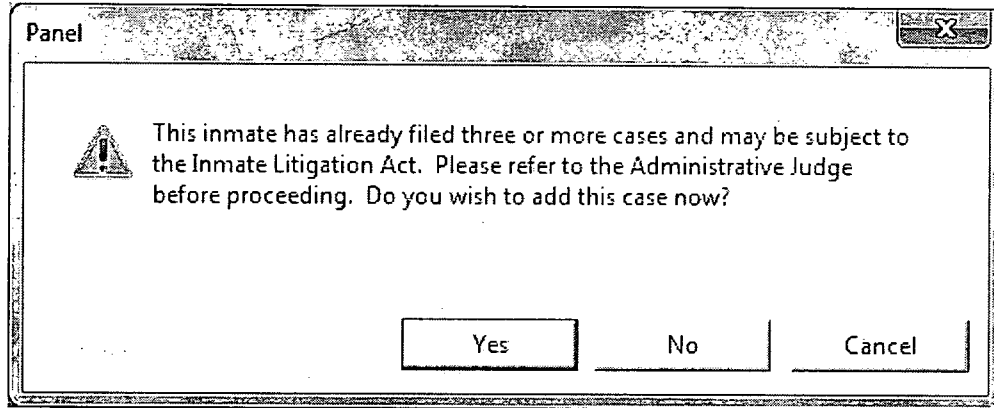 Panel
This inmate has already filed three or more cases and may be subject to
the Inmate Litigation Act.  Please refer to the Administrative Judge
before proceeding.  Do you wish to add this case now?
Yes No Cancel